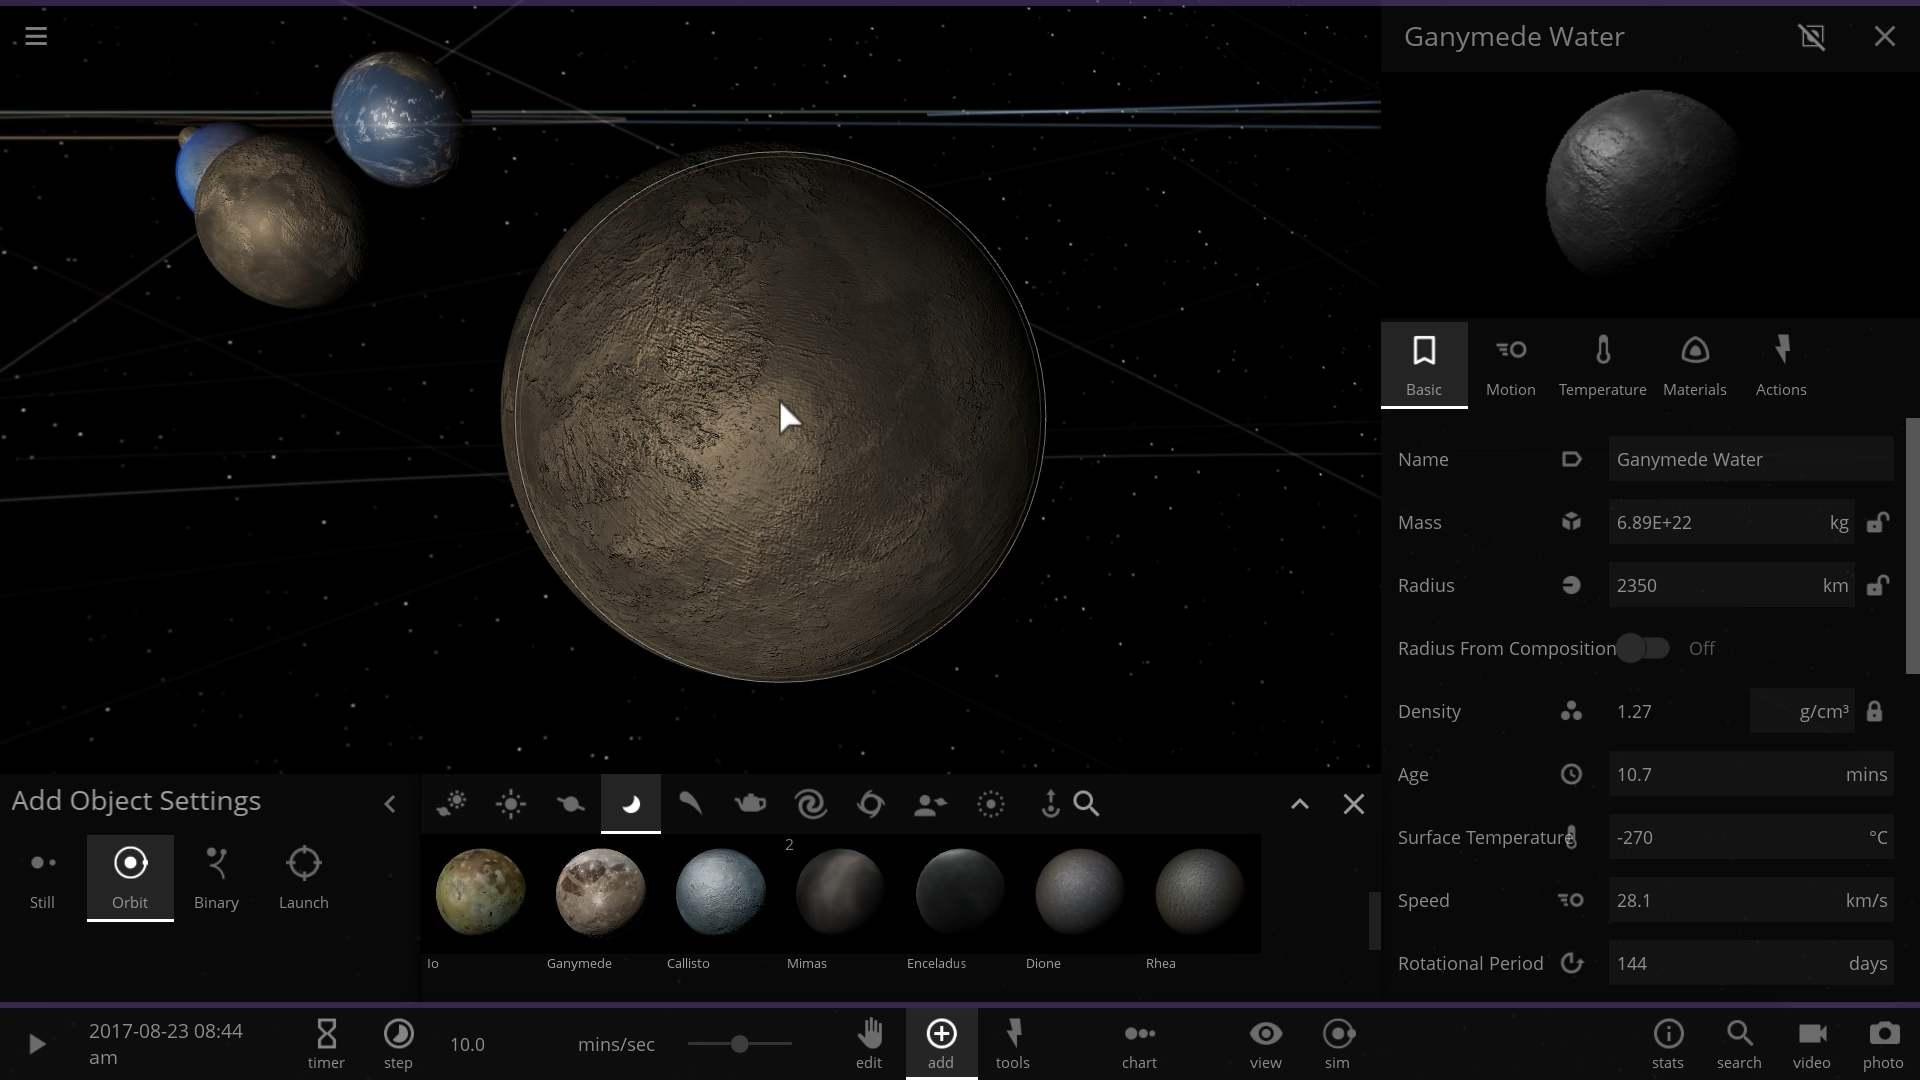 Ganymede Water
Basic
Motion
Temperature
Materials
Actions
Name
Ganymede Water
Mass
6.89E+22 kg
Radius
2350 km
Radius From Composition
Off
Density
1.27 g/cm³
Age
10.7 mins
Surface Temperature
-270 °C
Speed
28.1 km/s
Rotational Period
144 days
Add Object Settings
Still
Orbit
Binary
Launch
2
Io
Ganymede
Callisto
Mimas
Enceladus
Dione
Rhea
2017-08-23 08:44
am
timer
step
10.0 mins/sec
edit
add
tools
chart
view
sim
stats
search
video
photo